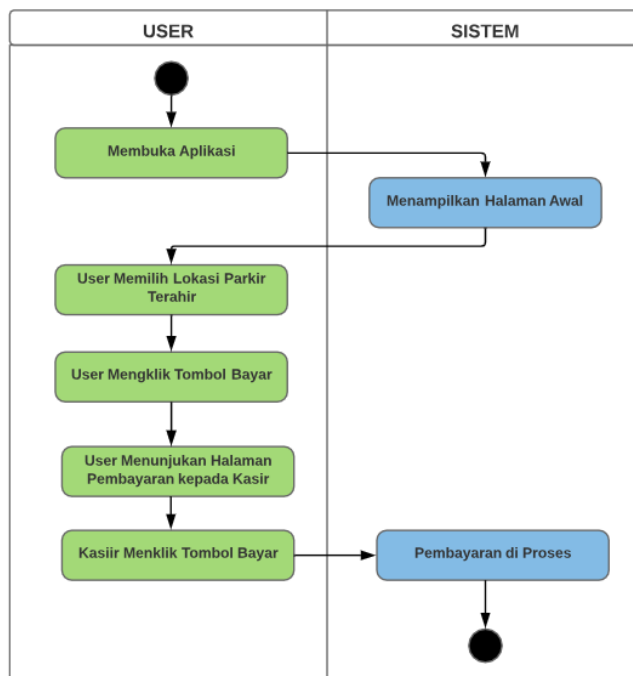 USER
SISTEM
Membuka Aplikasi
Menampilkan Halaman Awal
User Memilih Lokasi Parkir
Terahir
User Mengklik Tombol Bayar
User Menunjukan Halaman
Pembayaran kepada Kasir
Kasiir Menklik Tombol Bayar
Pembayaran di Proses